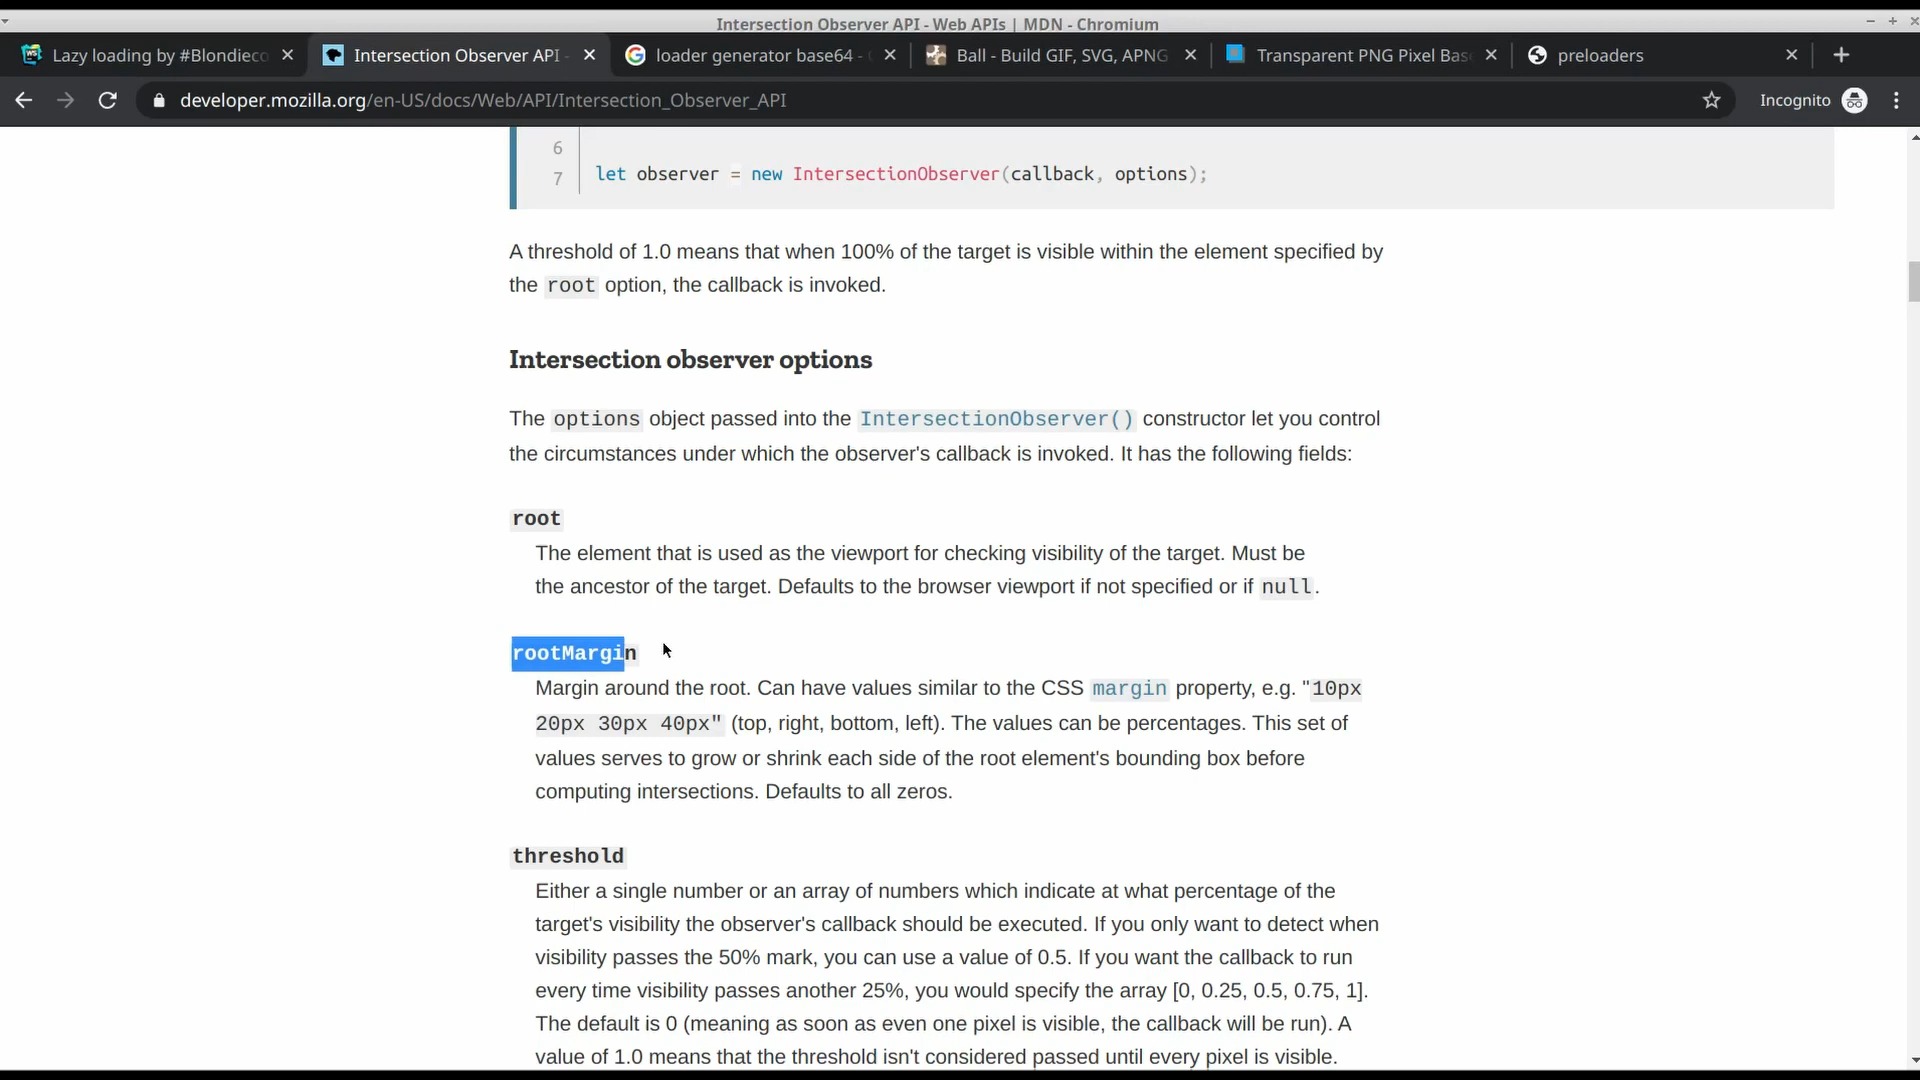 Intersection Observer API - Web APIs | MDN - Chromium
Lazy loading by #Blondieco
Intersection Observer API -
loader generator base64 -
Ball - Build GIF, SVG, APNG
Transparent PNG Pixel Bas
preloaders
developer.mozilla.org/en-US/docs/Web/API/Intersection_Observer_API
Incognito
6
7 let observer = new IntersectionObserver(callback, options);
A threshold of 1.0 means that when 100% of the target is visible within the element specified by
the root option, the callback is invoked.
Intersection observer options
The options object passed into the IntersectionObserver() constructor let you control
the circumstances under which the observer's callback is invoked. It has the following fields:
root
The element that is used as the viewport for checking visibility of the target. Must be
the ancestor of the target. Defaults to the browser viewport if not specified or if null.
rootMargin
Margin around the root. Can have values similar to the CSS margin property, e.g. "10px
20px 30px 40px" (top, right, bottom, left). The values can be percentages. This set of
values serves to grow or shrink each side of the root element's bounding box before
computing intersections. Defaults to all zeros.
threshold
Either a single number or an array of numbers which indicate at what percentage of the
target's visibility the observer's callback should be executed. If you only want to detect when
visibility passes the 50% mark, you can use a value of 0.5. If you want the callback to run
every time visibility passes another 25%, you would specify the array [0, 0.25, 0.5, 0.75, 1].
The default is 0 (meaning as soon as even one pixel is visible, the callback will be run). A
value of 1.0 means that the threshold isn't considered passed until every pixel is visible.